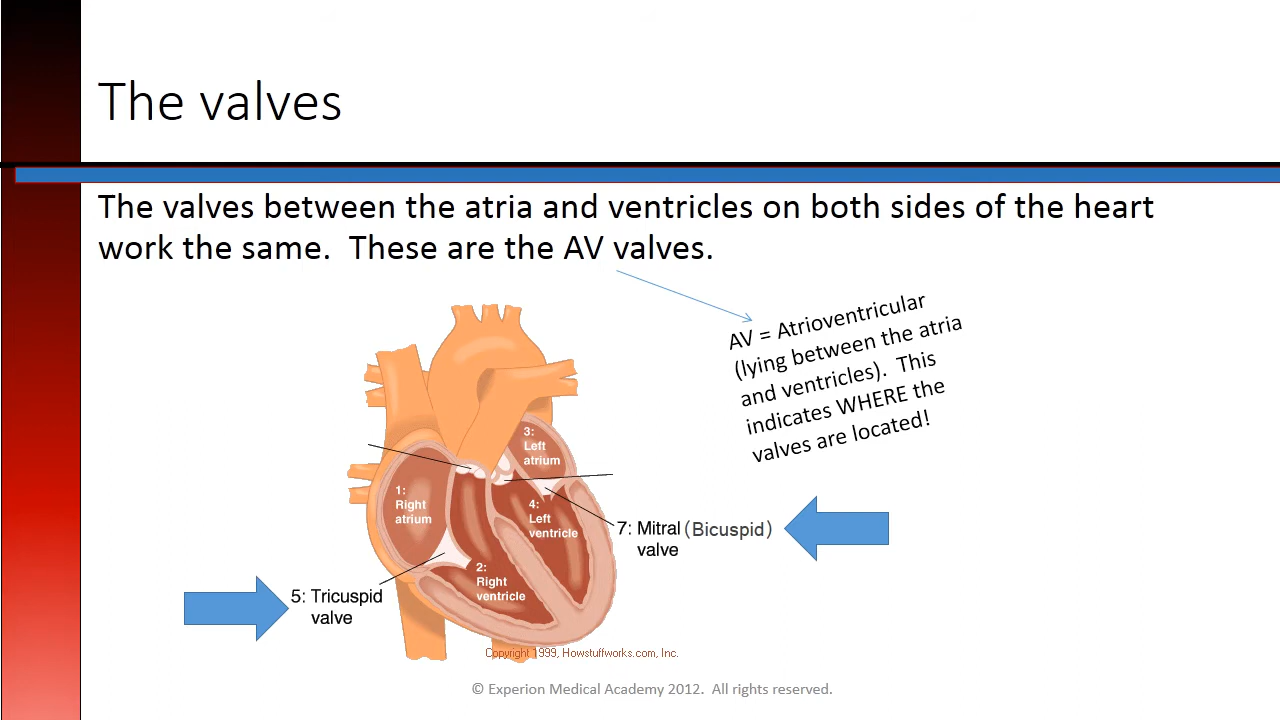 The valves
The valves between the atria and ventricles on both sides of the heart
work the same.  These are the AV valves.
AV = Atrioventricular
(lying between the atria
and ventricles).  This
indicates WHERE the
valves are located!
3:
Left
atrium
1:
Right
atrium
4:
Left
ventricle
7: Mitral (Bicuspid)
valve
2:
Right
ventricle
5: Tricuspid
valve
Copyright 1999, Howstuffworks.com, Inc.
© Experion Medical Academy 2012.  All rights reserved.